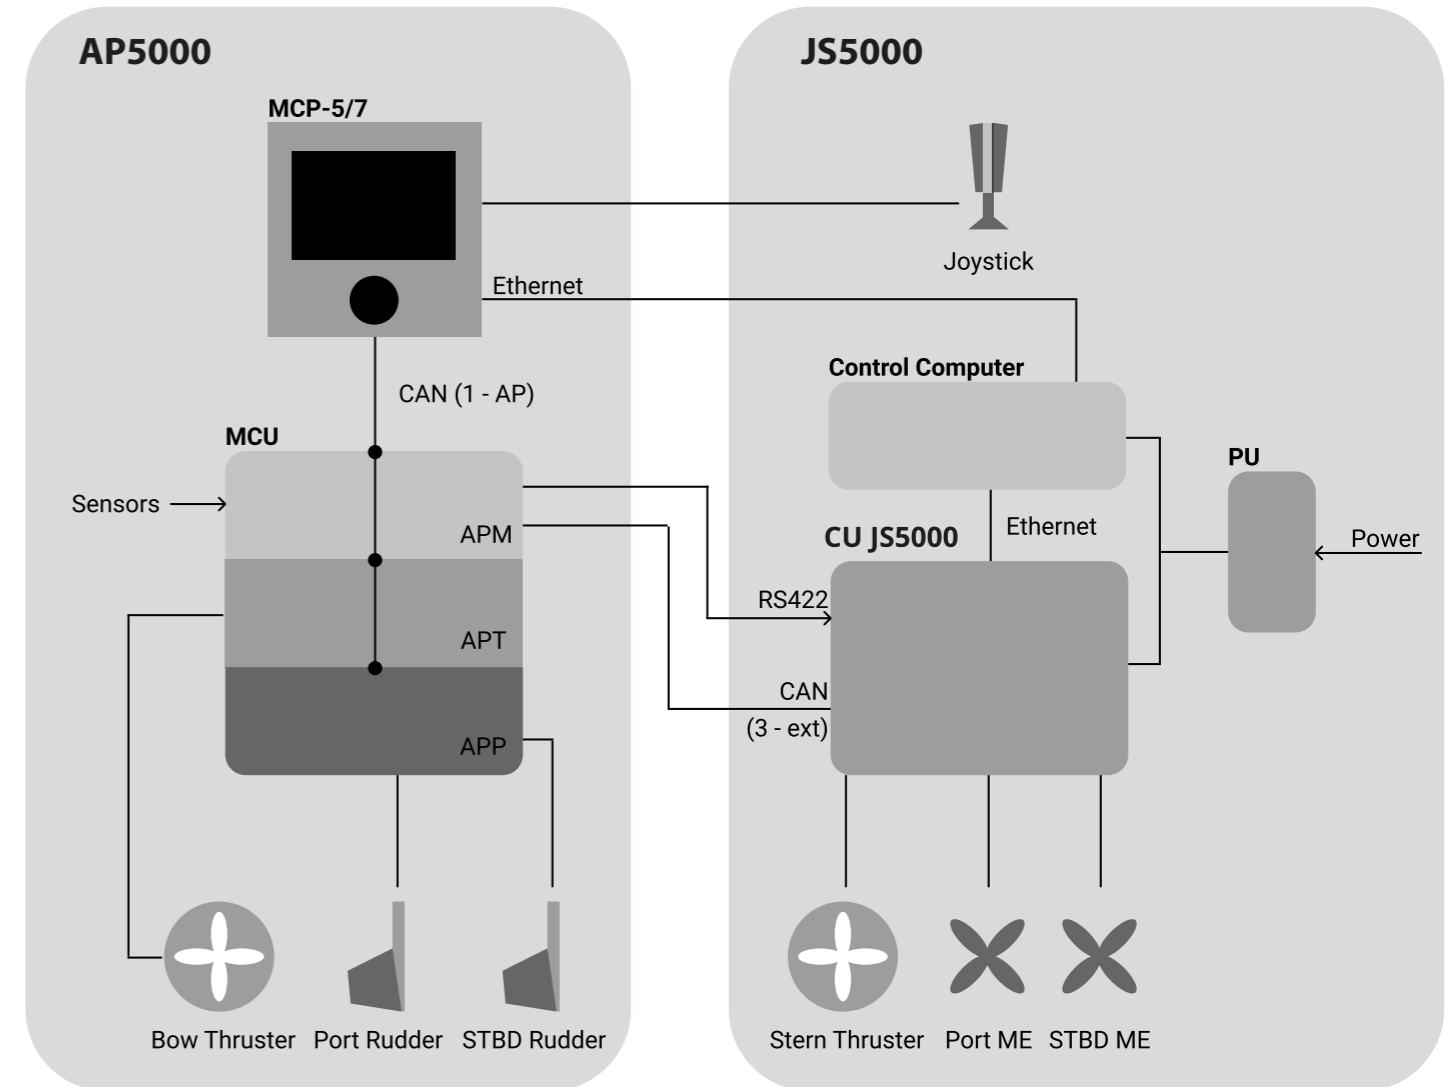 AP5000
JS5000
MCP-5/7
Joystick
Ethernet
Control Computer
CAN (1 - AP)
MCU
PU
Sensors
APM
Ethernet
CU JS5000
Power
RS422
APT
CAN
(3 - ext)
APP
Bow Thruster
Port Rudder
STBD Rudder
Stern Thruster
Port ME
STBD ME